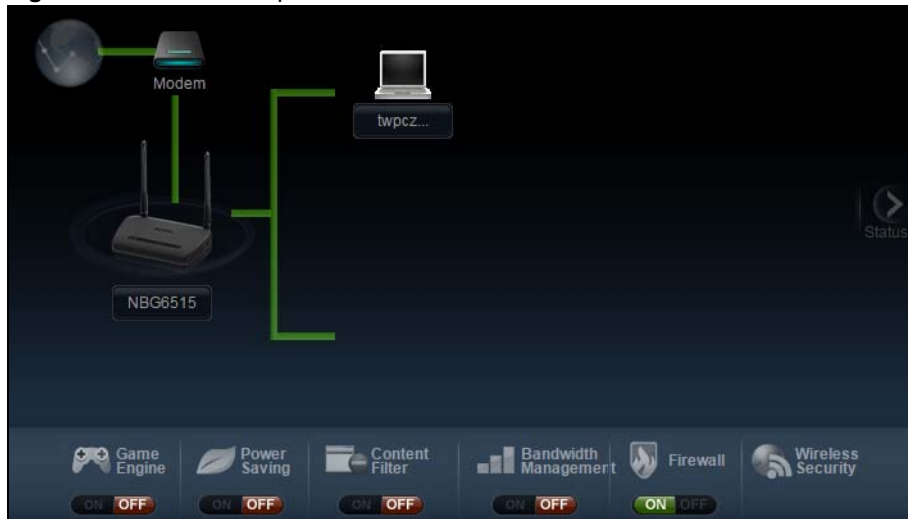 Modem
twpcz...
Status
NBG6515
Game
Engine
Power
Saving
Content
Filter
Bandwidth
Management
Firewall
Wireless
Security
ON OFF
ON OFF
ON OFF
ON OFF
ON OFF